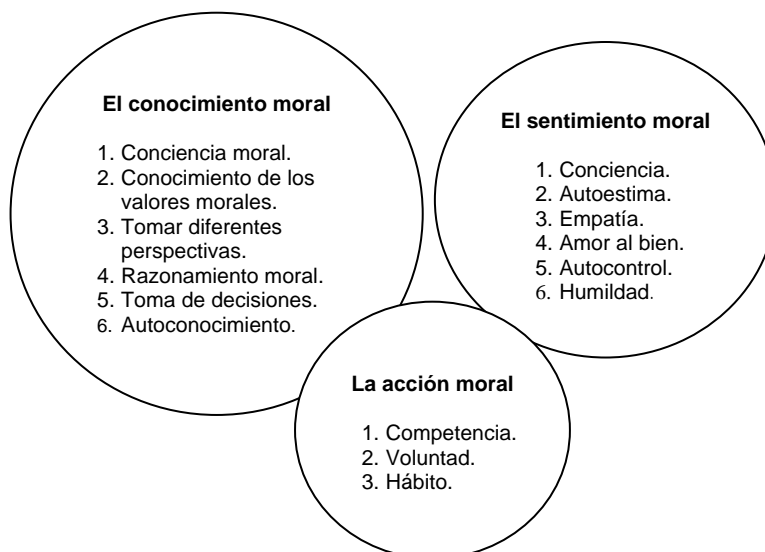 El conocimiento moral
1. Conciencia moral.
2. Conocimiento de los
valores morales.
3. Tomar diferentes
perspectivas.
4. Razonamiento moral.
5. Toma de decisiones.
6. Autoconocimiento.
El sentimiento moral
1. Conciencia.
2. Autoestima.
3. Empatía.
4. Amor al bien.
5. Autocontrol.
6. Humildad.
La acción moral
1. Competencia.
2. Voluntad.
3. Hábito.